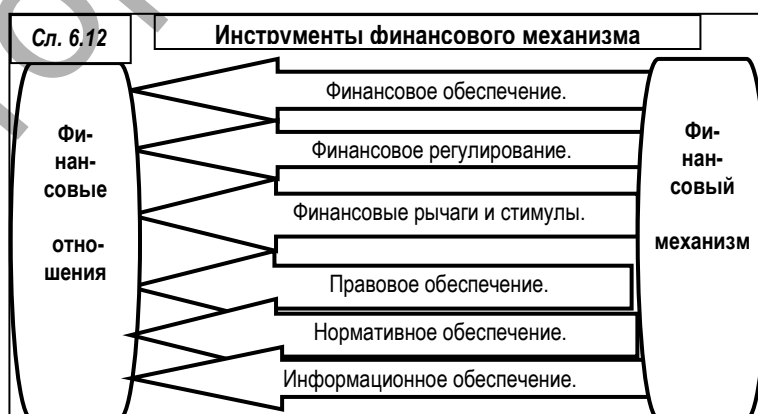 Сл. 6.12
Инструменты финансового механизма
Финансовое обеспечение.
Финансовое регулирование.
Финансовые рычаги и стимулы.
Правовое обеспечение.
Нормативное обеспечение.
Информационное обеспечение.
Фи-
нан-
совые
отно-
шения
Фи-
нан-
совый
механизм